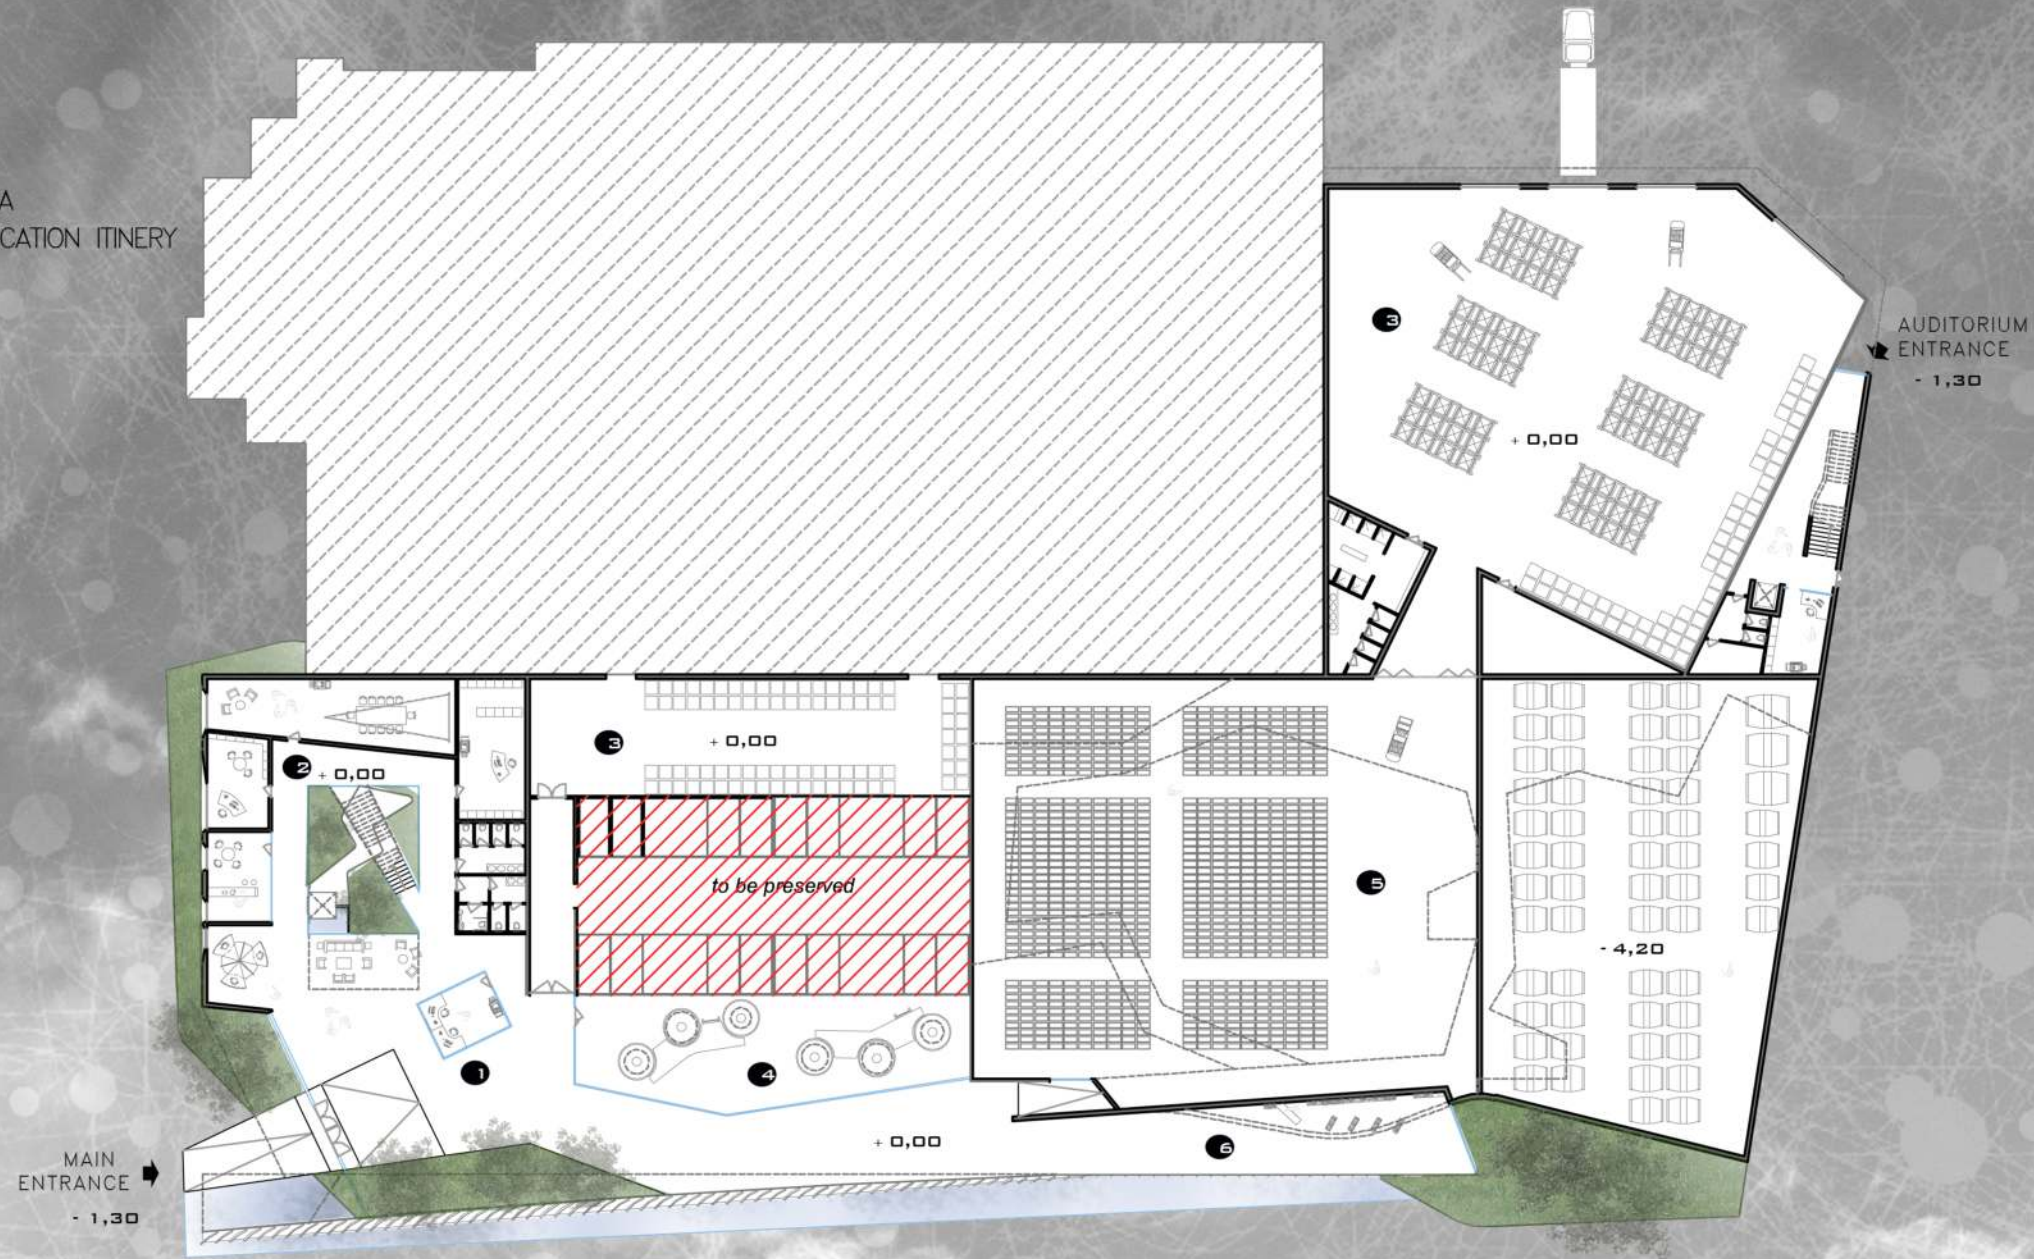 A
CATION ITINERY
AUDITORIUM
ENTRANCE
- 1,30
3
+ 0,00
3
+ 0,00
2
+ 0,00
to be preserved
5
- 4,20
1
4
+ 0,00
6
MAIN
ENTRANCE
- 1,30